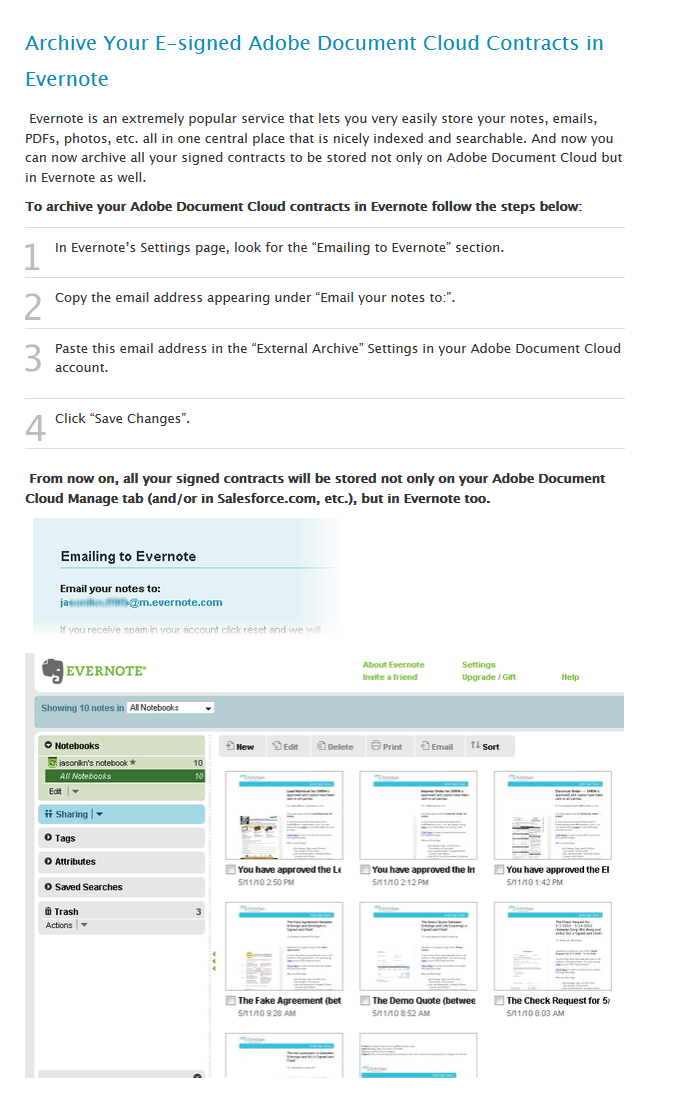 Archive Your E-signed Adobe Document Cloud Contracts in
Evernote
Evernote is an extremely popular service that lets you very easily store your notes, emails,
PDFs, photos, etc. all in one central place that is nicely indexed and searchable. And now you
can now archive all your signed contracts to be stored not only on Adobe Document Cloud but
in Evernote as well.
To archive your Adobe Document Cloud contracts in Evernote follow the steps below:
1 In Evernote's Settings page, look for the “Emailing to Evernote” section.
2 Copy the email address appearing under “Email your notes to:”.
3 Paste this email address in the “External Archive” Settings in your Adobe Document Cloud
account.
4 Click “Save Changes”.
From now on, all your signed contracts will be stored not only on your Adobe Document
Cloud Manage tab (and/or in Salesforce.com, etc.), but in Evernote too.
Emailing to Evernote
Email your notes to:
@m.evernote.com
If you receive spam in your account click reset and we will
EVERNOTE
About Evernote Settings
Invite a friend Upgrade / Gift Help
Showing 10 notes in All Notebooks
Notebooks
New Edit Delete Print Email Sort
jasonlkn's notebook 10
All Notebooks 10
Edit
Sharing
Tags
Attributes
Saved Searches
Trash 3
Actions
You have approved the Le
You have approved the In
You have approved the El
5/11/10 2:50 PM
5/11/10 2:12 PM
5/11/10 1:42 PM
The Fake Agreement (bet
The Demo Quote (betwee
The Check Request for 5/
5/11/10 9:28 AM
5/11/10 8:52 AM
5/11/10 8:03 AM